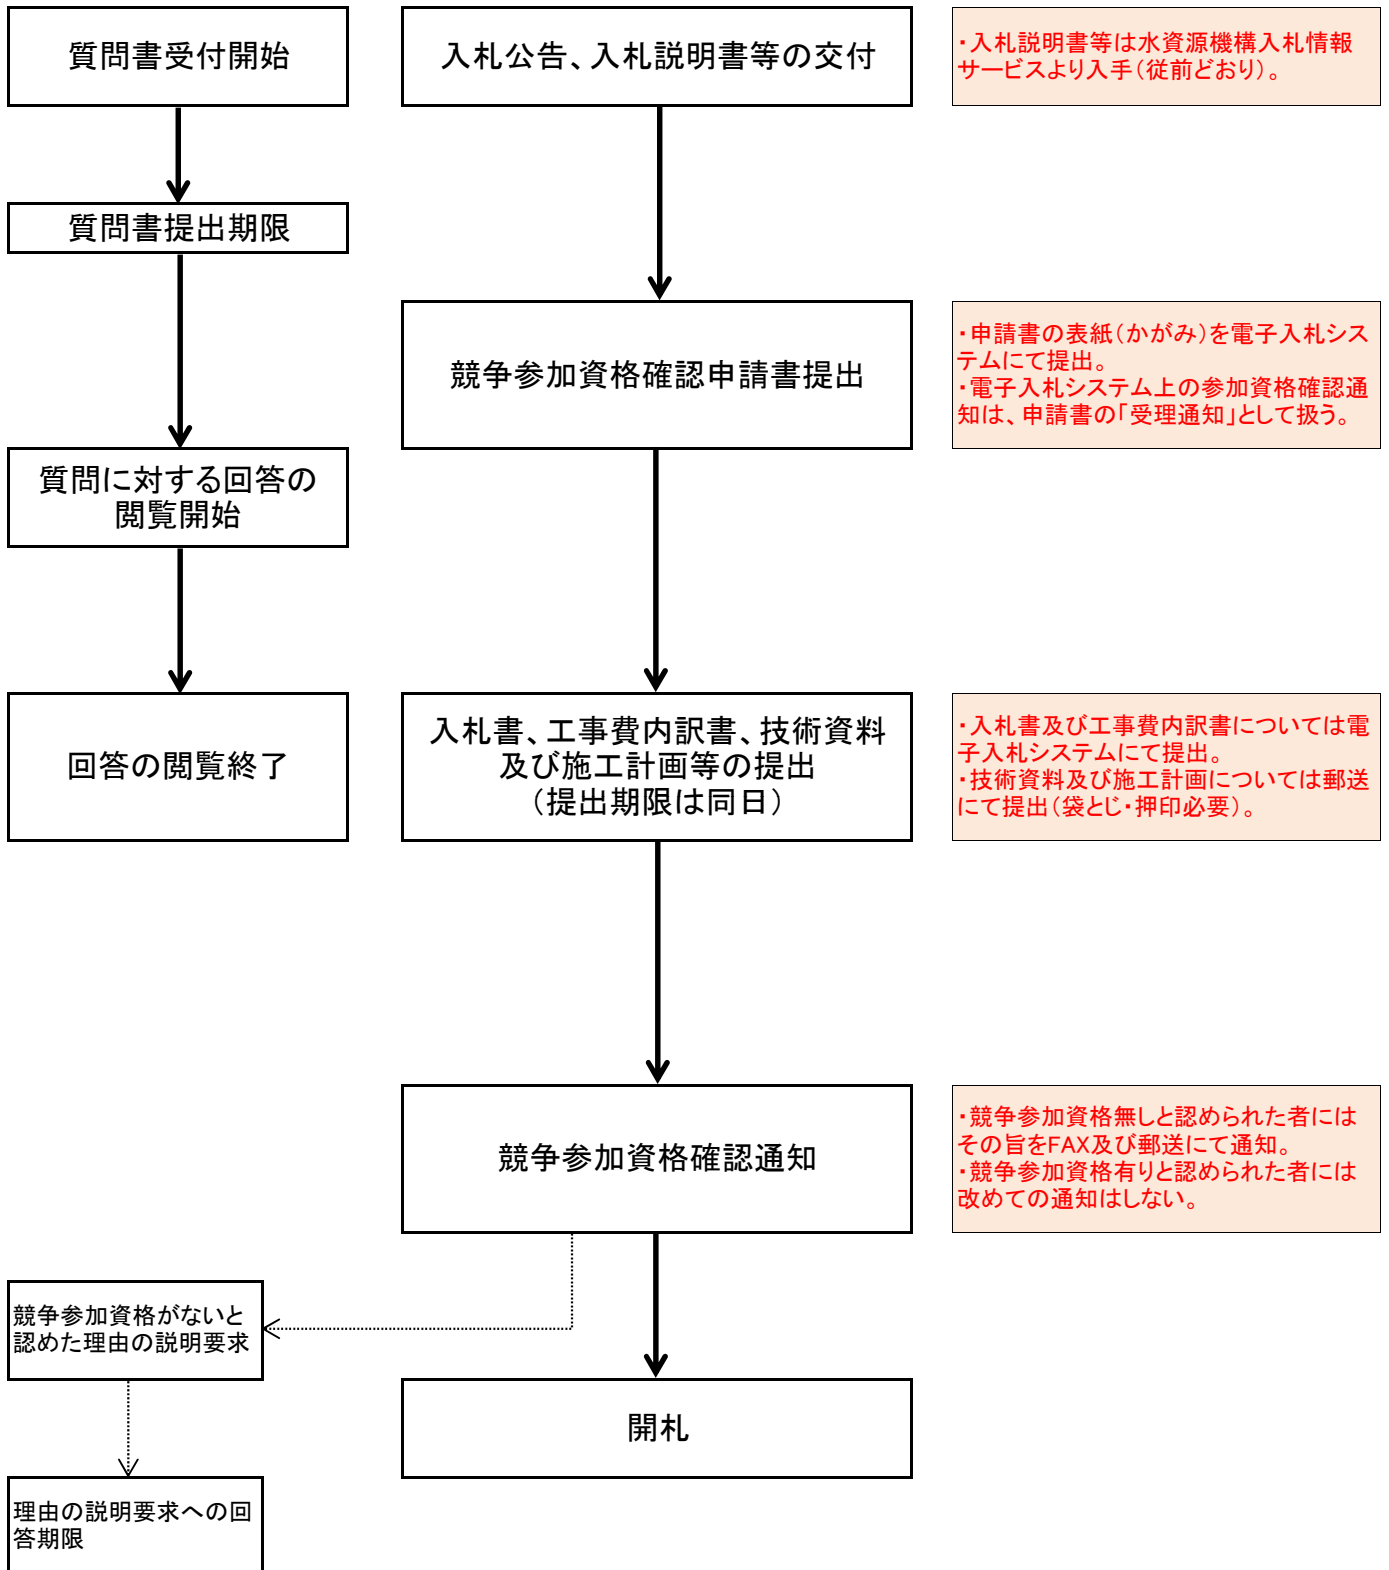 質問書受付開始
入札公告、入札説明書等の交付
・入札説明書等は水資源機構入札情報
サービスより入手（従前どおり）。
質問書提出期限
競争参加資格確認申請書提出
・申請書の表紙（かがみ）を電子入札シス
テムにて提出。
・電子入札システム上の参加資格確認通
知は、申請書の「受理通知」として扱う。
質問に対する回答の
閲覧開始
回答の閲覧終了
入札書、工事費内訳書、技術資料
及び施工計画等の提出
（提出期限は同日）
・入札書及び工事費内訳書については電
子入札システムにて提出。
・技術資料及び施工計画については郵送
にて提出（袋とじ・押印必要）。
競争参加資格確認通知
・競争参加資格無しと認められた者には
その旨をFAX及び郵送にて通知。
・競争参加資格有りと認められた者には
改めての通知はしない。
競争参加資格がないと
認めた理由の説明要求
開札
理由の説明要求への回
答期限